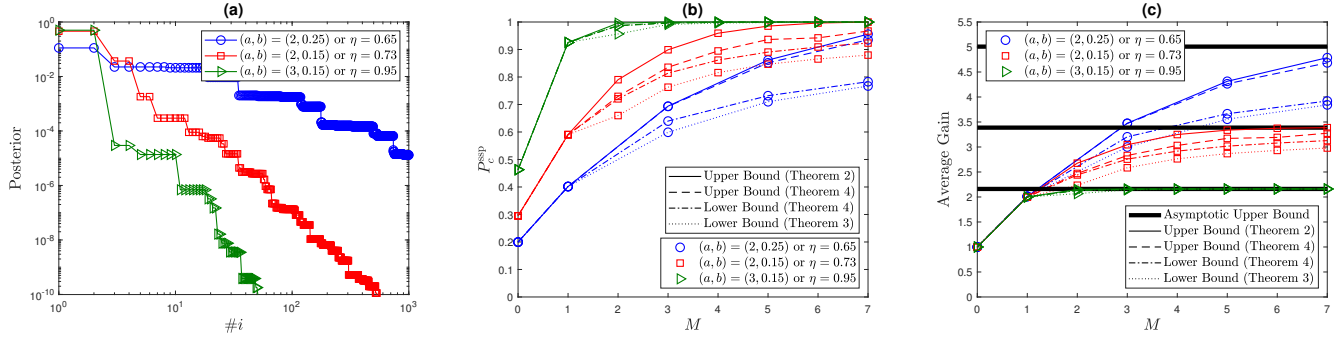 (a)
(a, b) = (2, 0.25) or η = 0.65
(a, b) = (2, 0.15) or η = 0.73
(a, b) = (3, 0.15) or η = 0.95
Posterior
10^0
10^-2
10^-4
10^-6
10^-8
10^-10
10^0 10^1 10^2 10^3
#i
(b)
P_c^ssp
1
0.9
0.8
0.7
0.6
0.5
0.4
0.3
0.2
0.1
0
Upper Bound (Theorem 2)
Upper Bound (Theorem 4)
Lower Bound (Theorem 4)
Lower Bound (Theorem 3)
(a, b) = (2, 0.25) or η = 0.65
(a, b) = (2, 0.15) or η = 0.73
(a, b) = (3, 0.15) or η = 0.95
0 1 2 3 4 5 6 7
M
(c)
Average Gain
5.5
5
4.5
4
3.5
3
2.5
2
1.5
1
0.5
0
(a, b) = (2, 0.25) or η = 0.65
(a, b) = (2, 0.15) or η = 0.73
(a, b) = (3, 0.15) or η = 0.95
Asymptotic Upper Bound
Upper Bound (Theorem 2)
Upper Bound (Theorem 4)
Lower Bound (Theorem 4)
Lower Bound (Theorem 3)
0 1 2 3 4 5 6 7
M